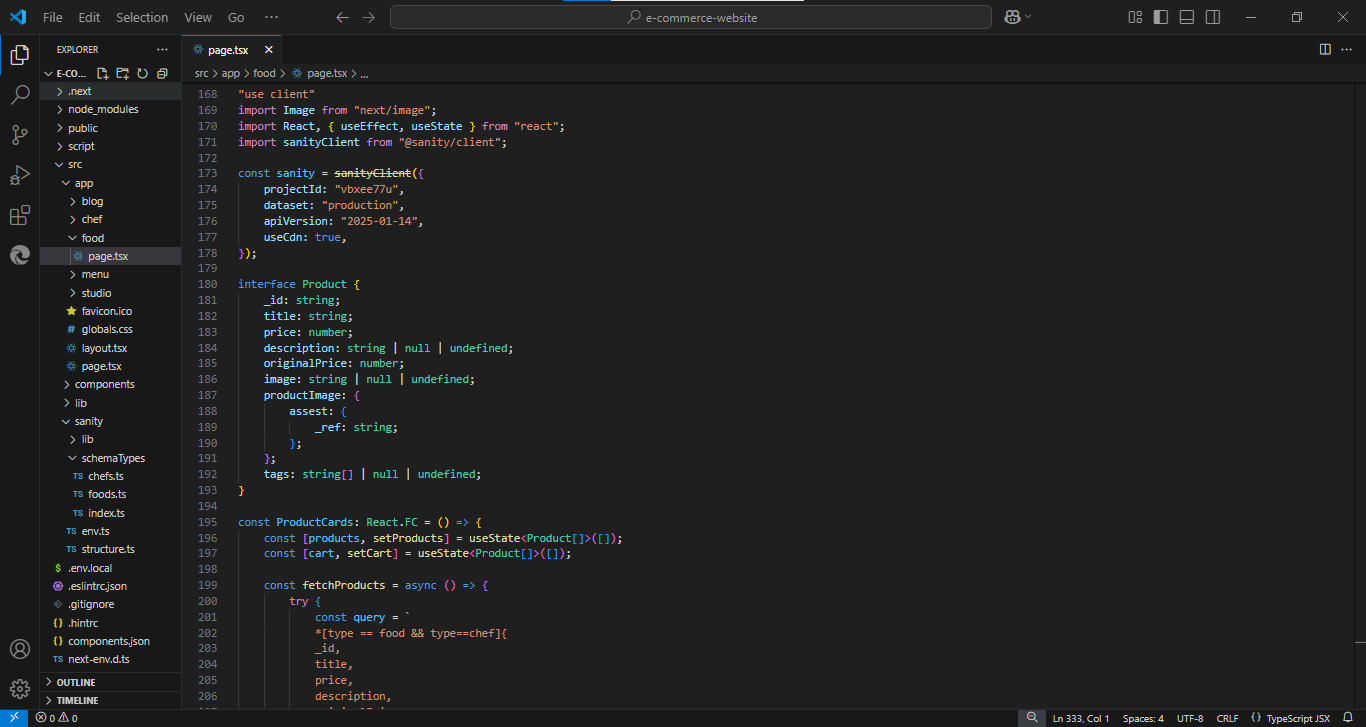 File Edit Selection View Go ···
e-commerce-website
EXPLORER
E-CO...
.next
node_modules
public
script
src
app
blog
chef
food
page.tsx
menu
studio
favicon.ico
# globals.css
layout.tsx
page.tsx
components
lib
sanity
lib
schemaTypes
TS chefs.ts
TS foods.ts
TS index.ts
TS env.ts
TS structure.ts
$ .env.local
.eslintrc.json
.gitignore
{} .hintrc
{} components.json
TS next-env.d.ts
OUTLINE
TIMELINE
page.tsx
src > app > food > page.tsx > ...
168 "use client"
169 import Image from "next/image";
170 import React, { useEffect, useState } from "react";
171 import sanityClient from "@sanity/client";
172
173 const sanity = sanityClient({
174 projectId: "vbxee77u",
175 dataset: "production",
176 apiVersion: "2025-01-14",
177 useCdn: true,
178 });
179
180 interface Product {
181 _id: string;
182 title: string;
183 price: number;
184 description: string | null | undefined;
185 originalPrice: number;
186 image: string | null | undefined;
187 productImage: {
188 assest: {
189 _ref: string;
190 };
191 };
192 tags: string[] | null | undefined;
193 }
194
195 const ProductCards: React.FC = () => {
196 const [products, setProducts] = useState<Product[]>([]);
197 const [cart, setCart] = useState<Product[]>([]);
198
199 const fetchProducts = async () => {
200 try {
201 const query = `
202 *[type == food && type==chef]{
203 _id,
204 title,
205 price,
206 description,
0 0
Ln 333, Col 1 Spaces: 4 UTF-8 CRLF {} TypeScript JSX